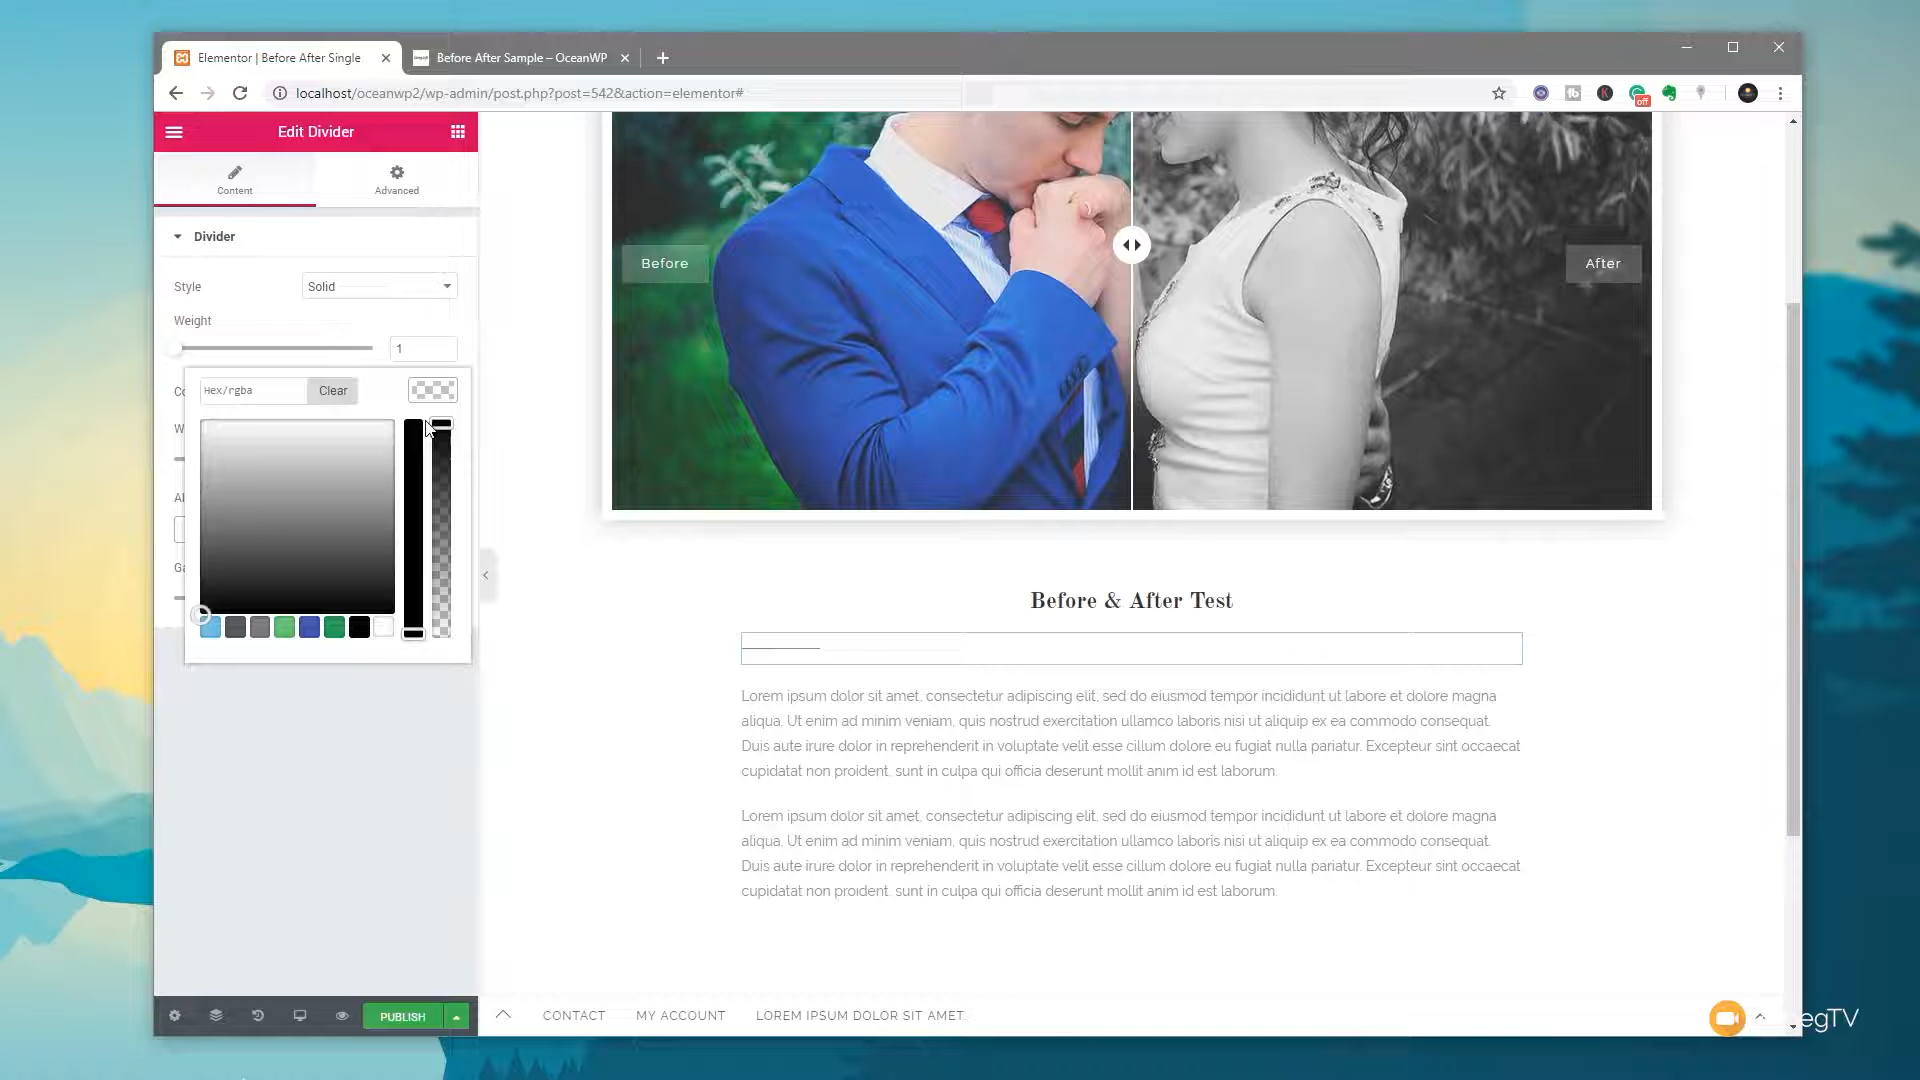 Elementor | Before After Single
Before After Sample – OceanWP
localhost/oceanwp2/wp-admin/post.php?post=542&action=elementor#
off
Edit Divider
Content
Advanced
Divider
Style
Solid
Weight
1
Hex/rgba
Clear
Before
After
Before & After Test
Lorem ipsum dolor sit amet, consectetur adipiscing elit, sed do eiusmod tempor incididunt ut labore et dolore magna
aliqua. Ut enim ad minim veniam, quis nostrud exercitation ullamco laboris nisi ut aliquip ex ea commodo consequat.
Duis aute irure dolor in reprehenderit in voluptate velit esse cillum dolore eu fugiat nulla pariatur. Excepteur sint occaecat
cupidatat non proident, sunt in culpa qui officia deserunt mollit anim id est laborum.
Lorem ipsum dolor sit amet, consectetur adipiscing elit, sed do eiusmod tempor incididunt ut labore et dolore magna
aliqua. Ut enim ad minim veniam, quis nostrud exercitation ullamco laboris nisi ut aliquip ex ea commodo consequat.
Duis aute irure dolor in reprehenderit in voluptate velit esse cillum dolore eu fugiat nulla pariatur. Excepteur sint occaecat
cupidatat non proident, sunt in culpa qui officia deserunt mollit anim id est laborum.
PUBLISH
CONTACT
MY ACCOUNT
LOREM IPSUM DOLOR SIT AMET.